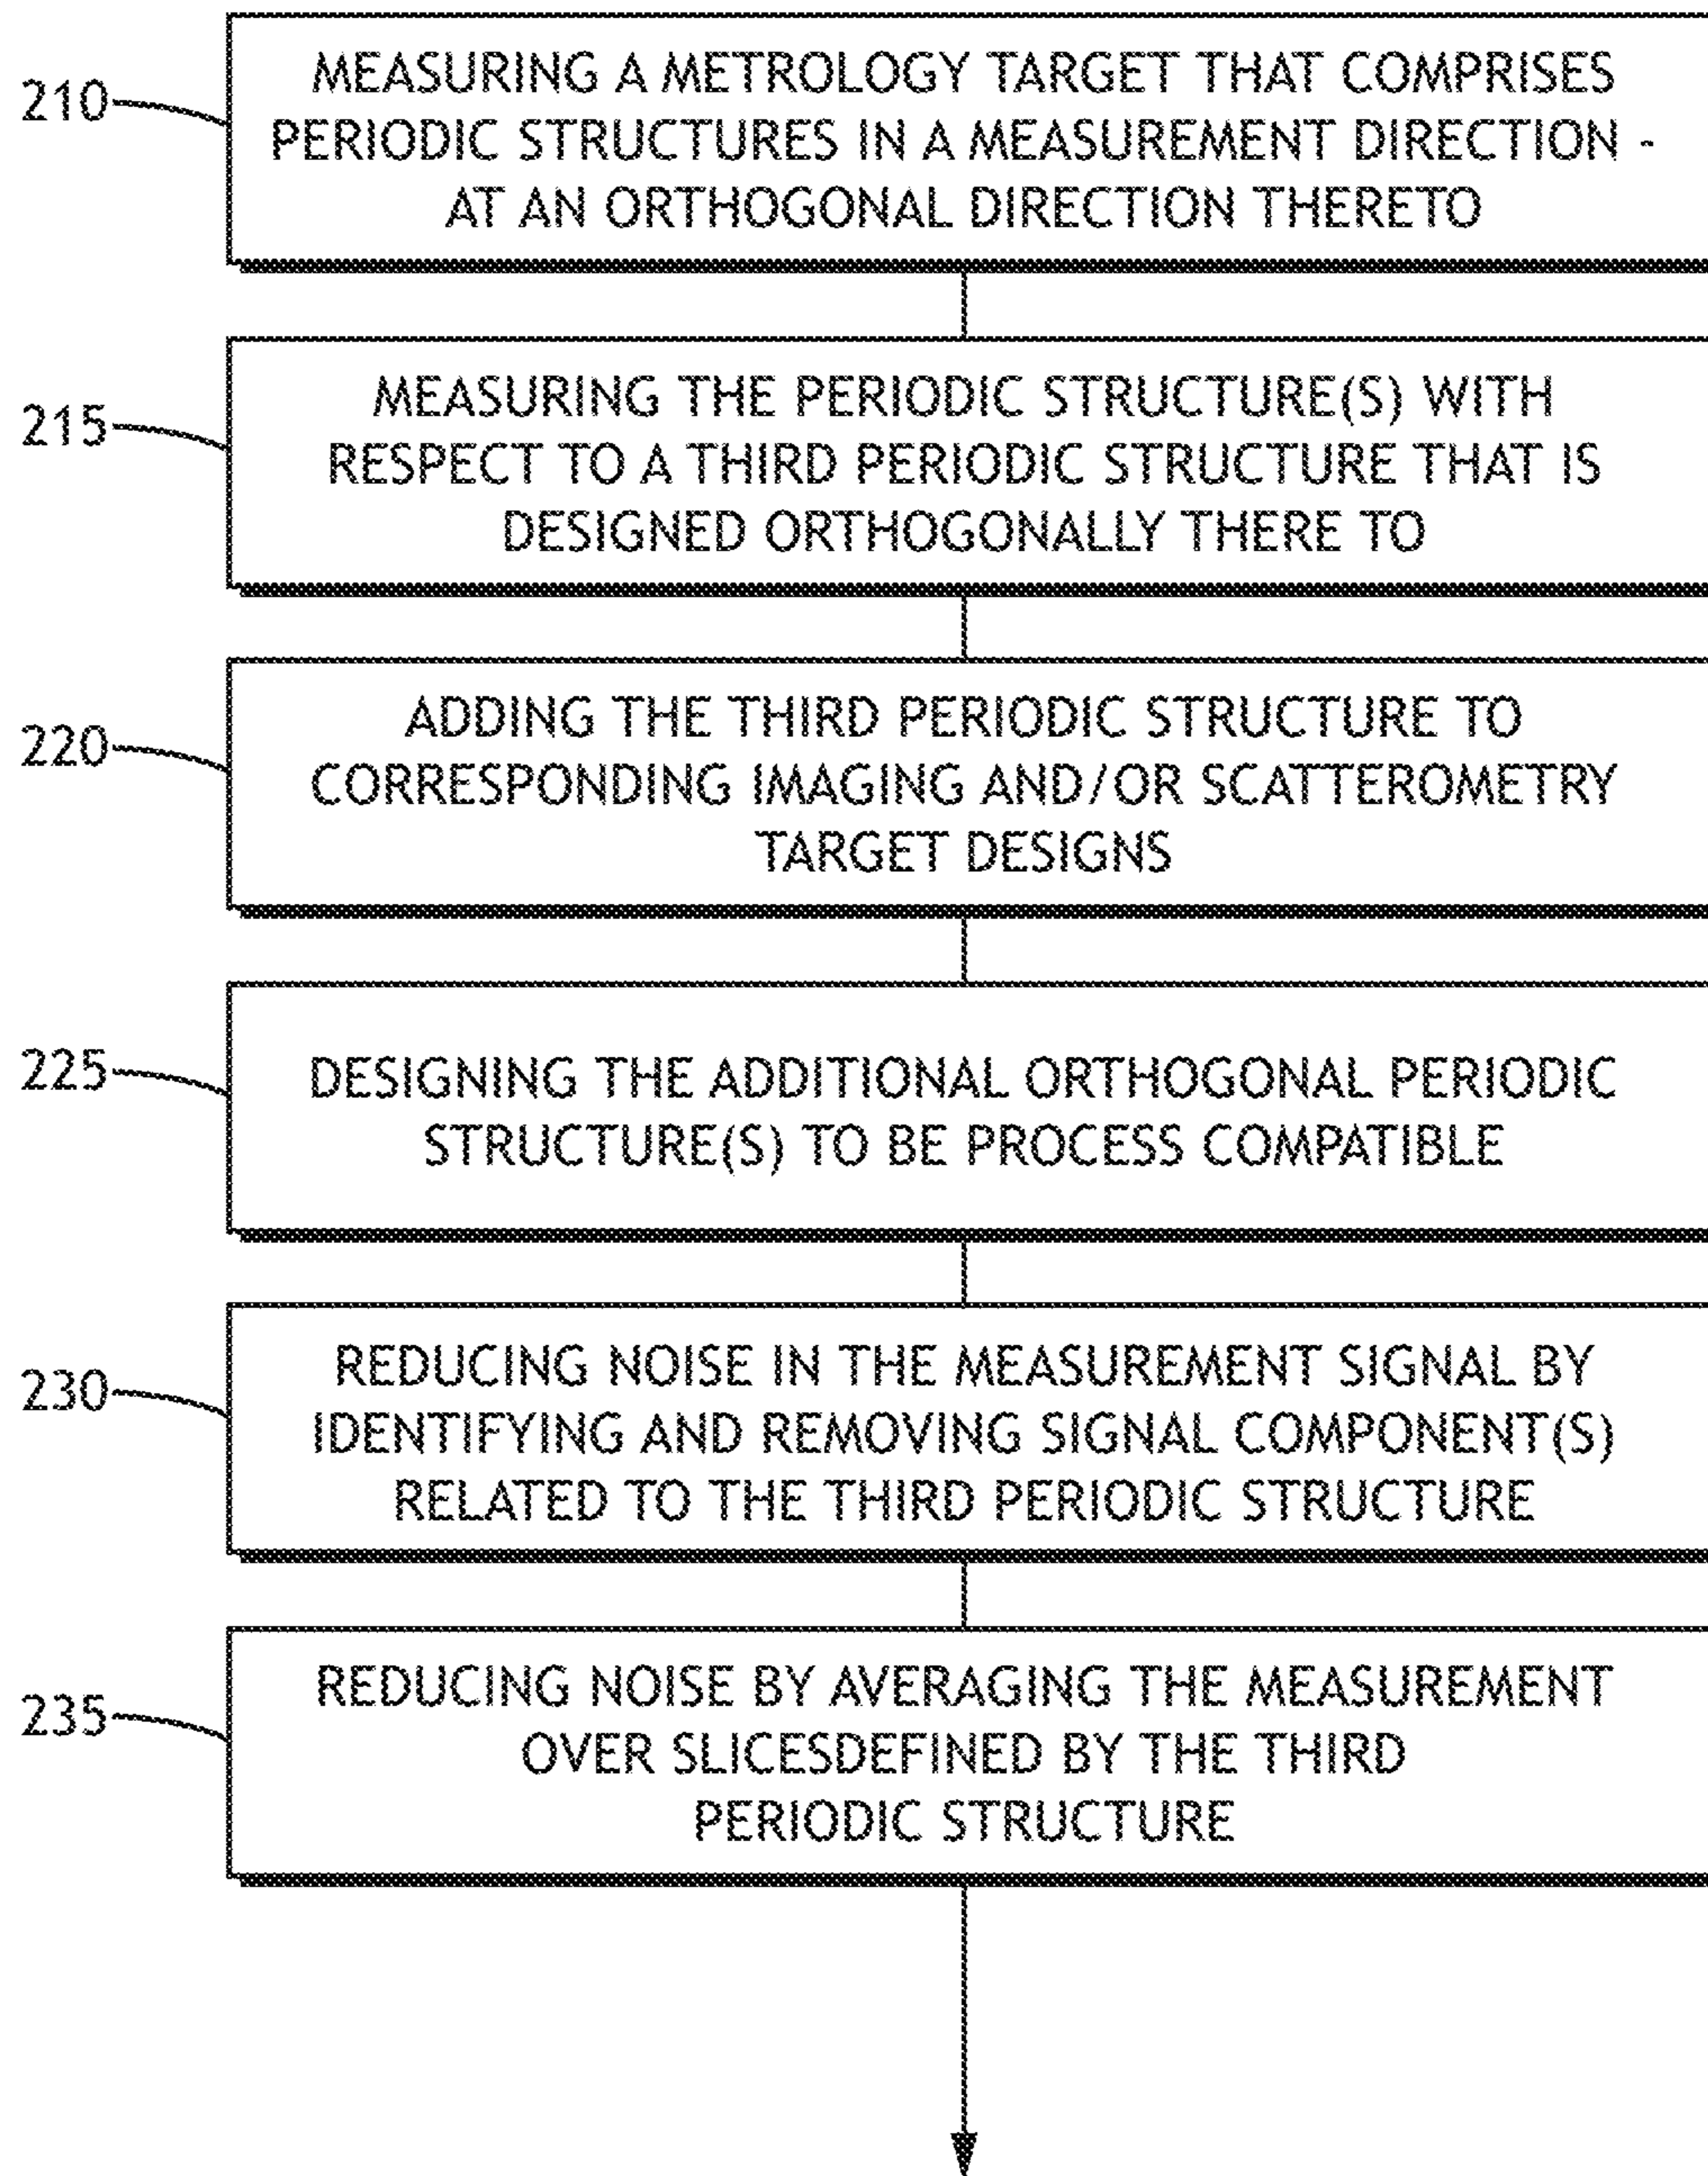 210
MEASURING A METROLOGY TARGET THAT COMPRISES
PERIODIC STRUCTURES IN A MEASUREMENT DIRECTION -
AT AN ORTHOGONAL DIRECTION THERETO
215
MEASURING THE PERIODIC STRUCTURE(S) WITH
RESPECT TO A THIRD PERIODIC STRUCTURE THAT IS
DESIGNED ORTHOGONALLY THERE TO
220
ADDING THE THIRD PERIODIC STRUCTURE TO
CORRESPONDING IMAGING AND/OR SCATTEROMETRY
TARGET DESIGNS
225
DESIGNING THE ADDITIONAL ORTHOGONAL PERIODIC
STRUCTURE(S) TO BE PROCESS COMPATIBLE
230
REDUCING NOISE IN THE MEASUREMENT SIGNAL BY
IDENTIFYING AND REMOVING SIGNAL COMPONENT(S)
RELATED TO THE THIRD PERIODIC STRUCTURE
235
REDUCING NOISE BY AVERAGING THE MEASUREMENT
OVER SLICESDEFINED BY THE THIRD
PERIODIC STRUCTURE